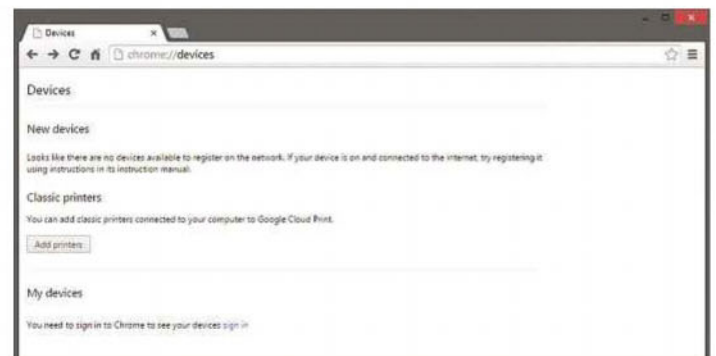 Devices
chrome://devices
Devices
New devices
Looks like there are no devices available to register on the network. If your device is on and connected to the internet, try registering it
using instructions in its instruction manual.
Classic printers
You can add classic printers connected to your computer to Google Cloud Print.
Add printers
My devices
You need to sign in to Chrome to see your devices sign in